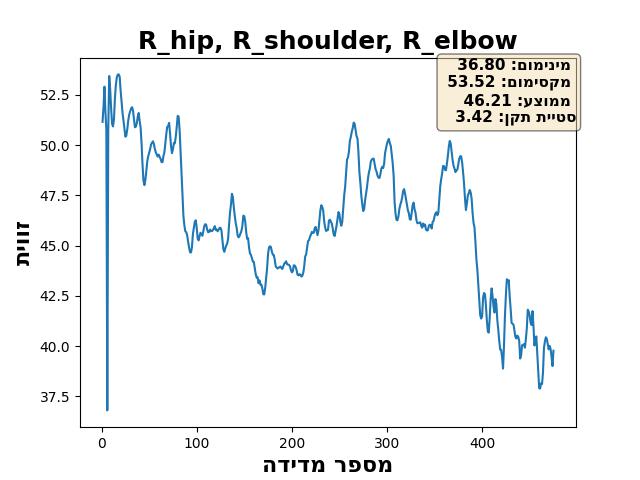 R_hip, R_shoulder, R_elbow
מינימום: 36.80
מקסימום: 53.52
ממוצע: 46.21
סטיית תקן: 3.42
52.5
50.0
47.5
45.0
42.5
40.0
37.5
זווית
0 100 200 300 400
מספר מדידה